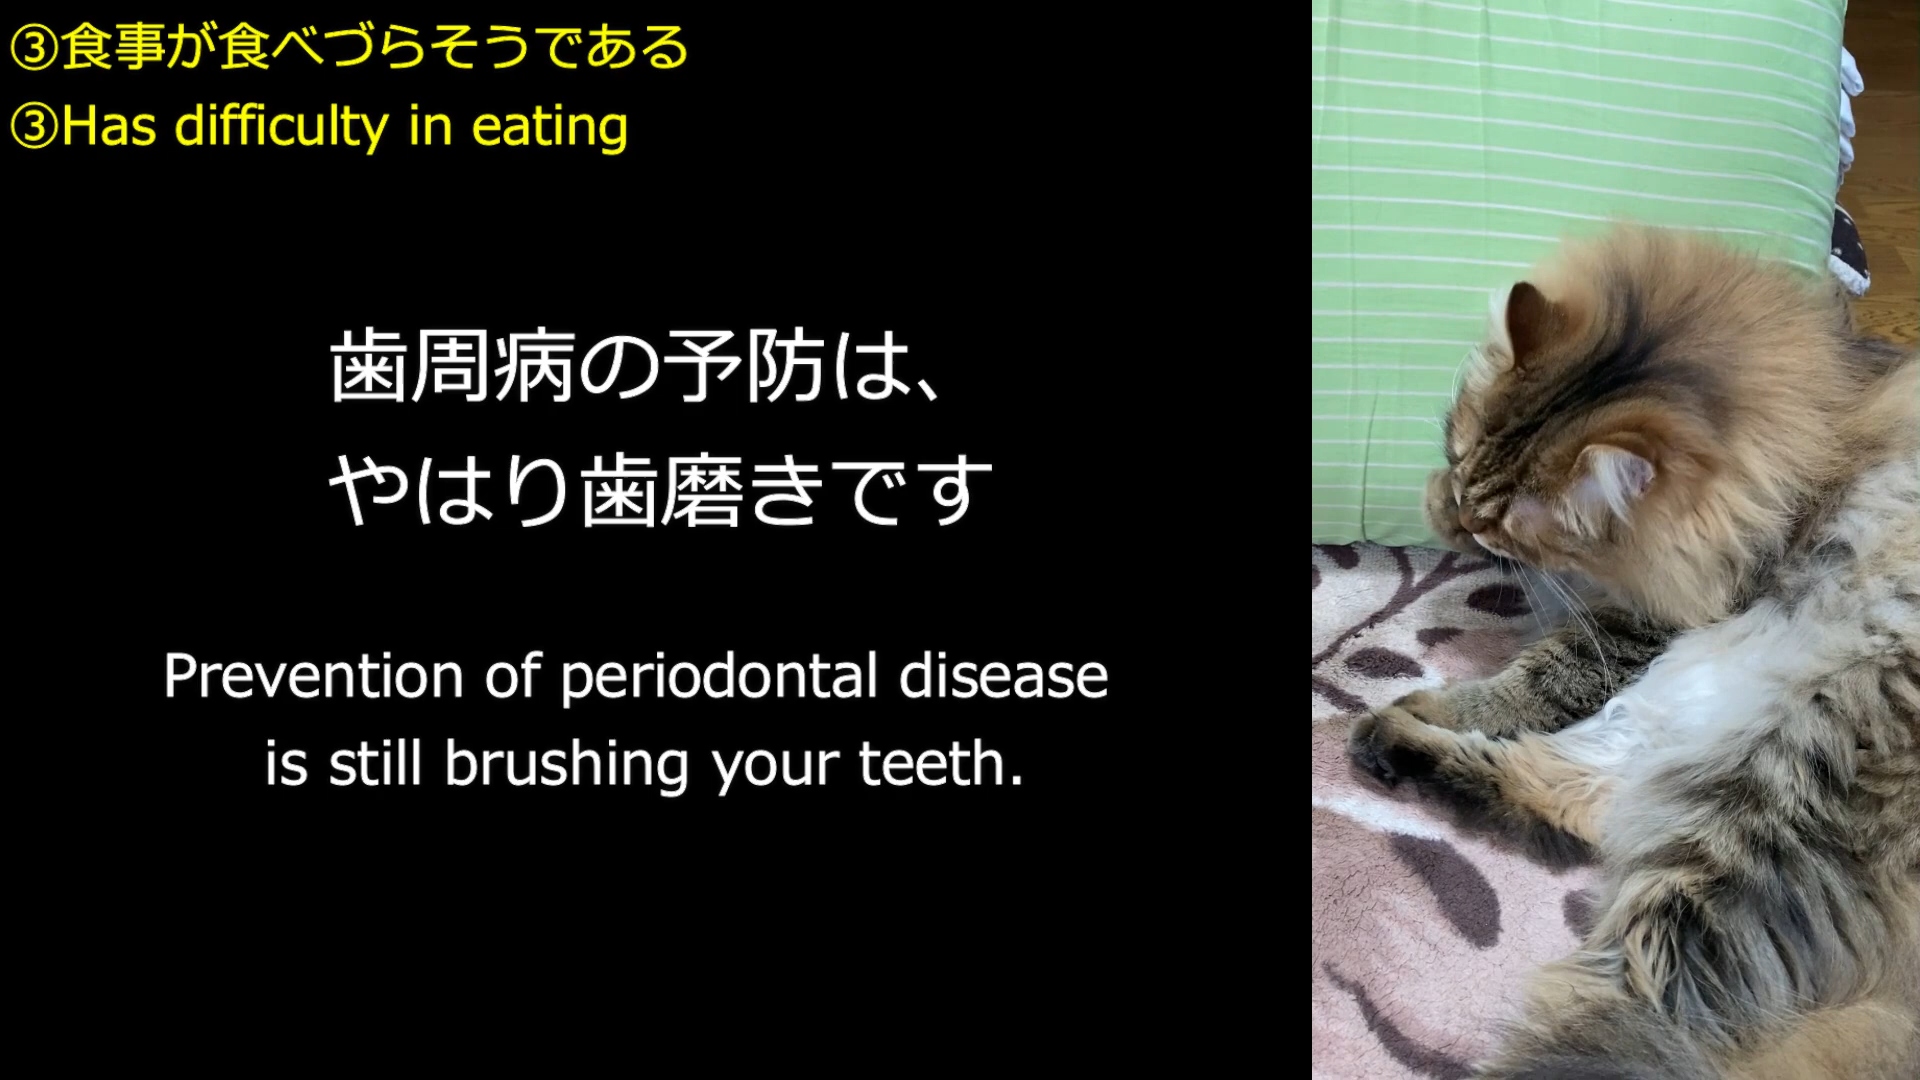 ③食事が食べづらそうである
③Has difficulty in eating
歯周病の予防は、
やはり歯磨きです
Prevention of periodontal disease
is still brushing your teeth.